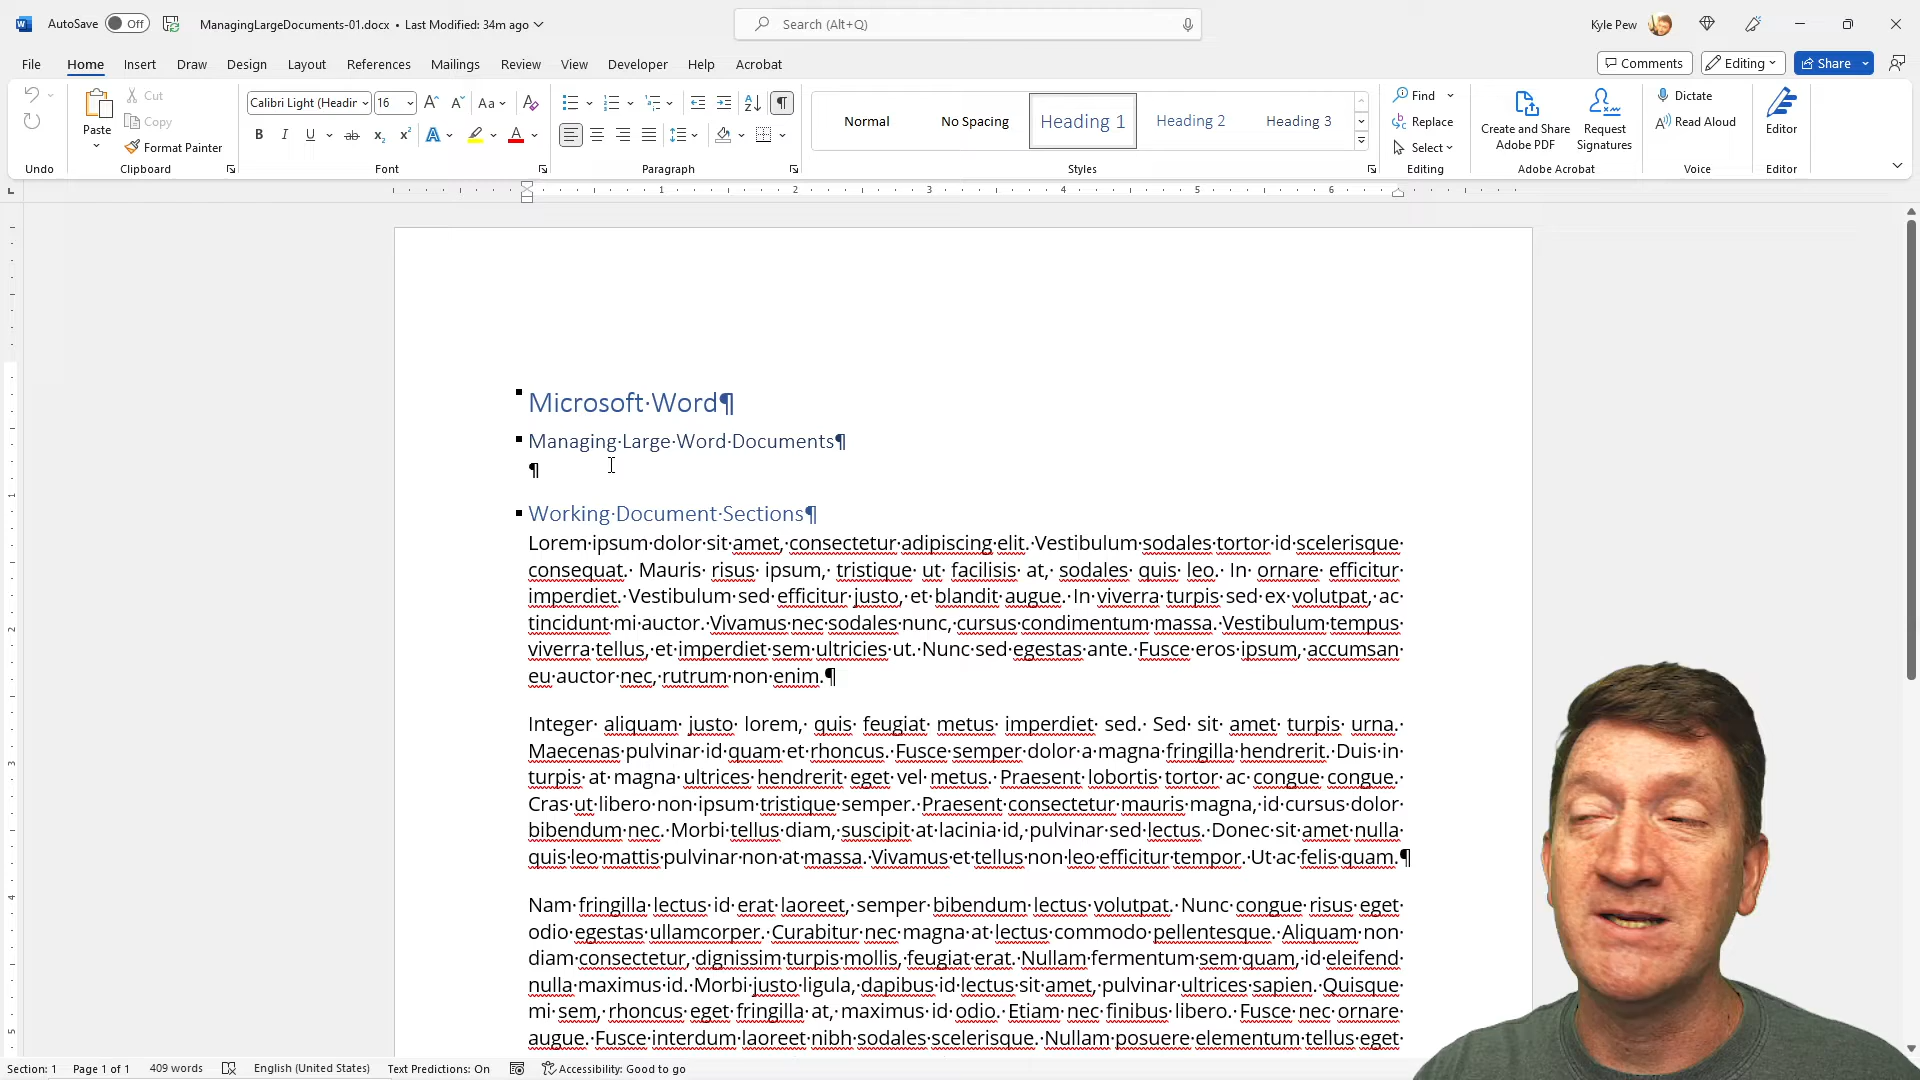 AutoSave Off ManagingLargeDocuments-01.docx • Last Modified: 34m ago Search (Alt+Q) Kyle Pew
File Home Insert Draw Design Layout References Mailings Review View Developer Help Acrobat Comments Editing Share
Cut
Copy
Paste
Format Painter
Calibri Light (Headir 16
Normal No Spacing Heading 1 Heading 2 Heading 3
Find
Replace
Select
Create and Share Adobe PDF
Request Signatures
Dictate
Read Aloud
Editor
Undo Clipboard Font Paragraph Styles Editing Adobe Acrobat Voice Editor
1 2 3 4 5 6
Microsoft·Word¶
Managing·Large·Word·Documents¶
¶
Working·Document·Sections¶
Lorem·ipsum·dolor·sit·amet,·consectetur·adipiscing·elit.·Vestibulum·sodales·tortor·id·scelerisque·
consequat.· Mauris· risus· ipsum,· tristique· ut· facilisis· at,· sodales· quis· leo.· In· ornare· efficitur·
imperdiet.·Vestibulum·sed·efficitur·justo,·et·blandit·augue.·In·viverra·turpis·sed·ex·volutpat,·ac·
tincidunt·mi·auctor.·Vivamus·nec·sodales·nunc,·cursus·condimentum·massa.·Vestibulum·tempus·
viverra·tellus,·et·imperdiet·sem·ultricies·ut.·Nunc·sed·egestas·ante.·Fusce·eros·ipsum,·accumsan·
eu·auctor·nec,·rutrum·non·enim.¶
Integer· aliquam· justo· lorem,· quis· feugiat· metus· imperdiet· sed.· Sed· sit· amet· turpis· urna.·
Maecenas·pulvinar·id·quam·et·rhoncus.·Fusce·semper·dolor·a·magna·fringilla·hendrerit.·Duis·in·
turpis·at·magna·ultrices·hendrerit·eget·vel·metus.·Praesent·lobortis·tortor·ac·congue·congue.·
Cras·ut·libero·non·ipsum·tristique·semper.·Praesent·consectetur·mauris·magna,·id·cursus·dolor·
bibendum·nec.·Morbi·tellus·diam,·suscipit·at·lacinia·id,·pulvinar·sed·lectus.·Donec·sit·amet·nulla·
quis·leo·mattis·pulvinar·non·at·massa.·Vivamus·et·tellus·non·leo·efficitur·tempor.·Ut·ac·felis·quam.¶
Nam·fringilla·lectus·id·erat·laoreet,·semper·bibendum·lectus·volutpat.·Nunc·congue·risus·eget·
odio·egestas·ullamcorper.·Curabitur·nec·magna·at·lectus·commodo·pellentesque.·Aliquam·non·
diam·consectetur,·dignissim·turpis·mollis,·feugiat·erat.·Nullam·fermentum·sem·quam,·id·eleifend·
nulla·maximus·id.·Morbi·justo·ligula,·dapibus·id·lectus·sit·amet,·pulvinar·ultrices·sapien.·Quisque·
mi·sem,·rhoncus·eget·fringilla·at,·maximus·id·odio.·Etiam·nec·finibus·libero.·Fusce·nec·ornare·
augue.·Fusce·interdum·laoreet·nibh·sodales·scelerisque.·Nullam·posuere·elementum·tellus·eget·
Section: 1 Page 1 of 1 409 words English (United States) Text Predictions: On Accessibility: Good to go